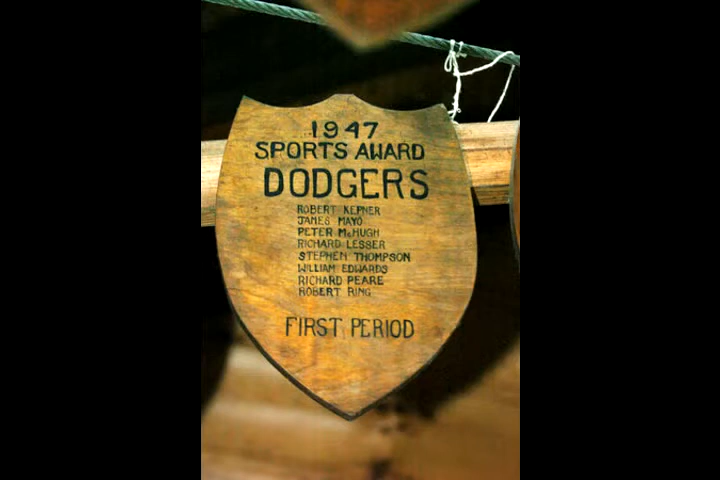 1947
SPORTS AWARD
DODGERS
ROBERT KEPNER
JAMES MAYO
PETER McHUGH
RICHARD LESSER
STEPHEN THOMPSON
WILLIAM EDWARDS
RICHARD PEARE
ROBERT RING
FIRST PERIOD